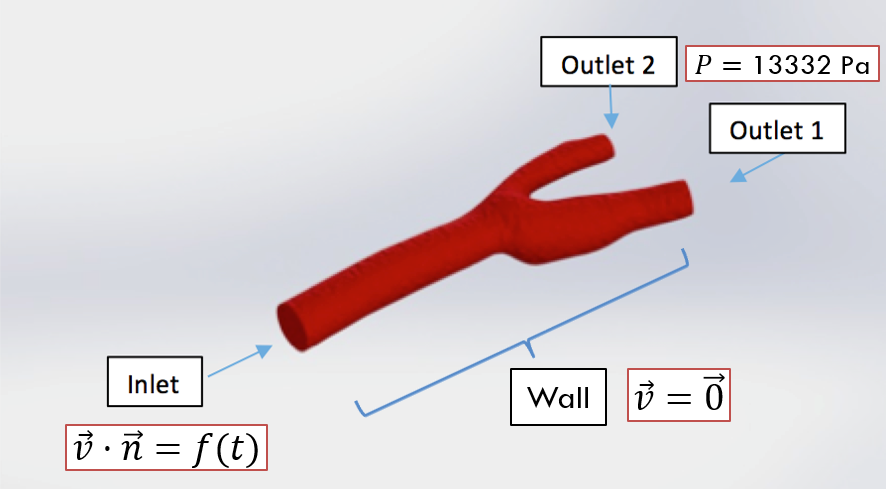 Outlet 2
P = 13332 Pa
Outlet 1
Inlet
v⃗ · n⃗ = f(t)
Wall
v⃗ = 0⃗